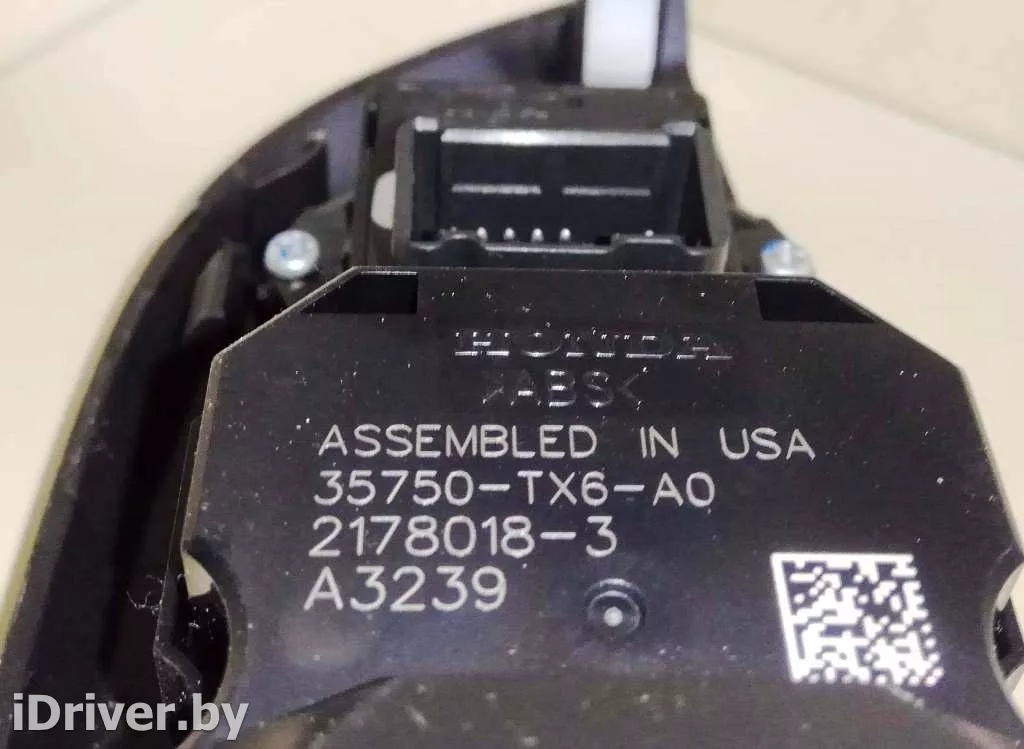 HONDA
>ABS<
ASSEMBLED IN USA
35750-TX6-A0
2178018-3
A3239
iDriver.by